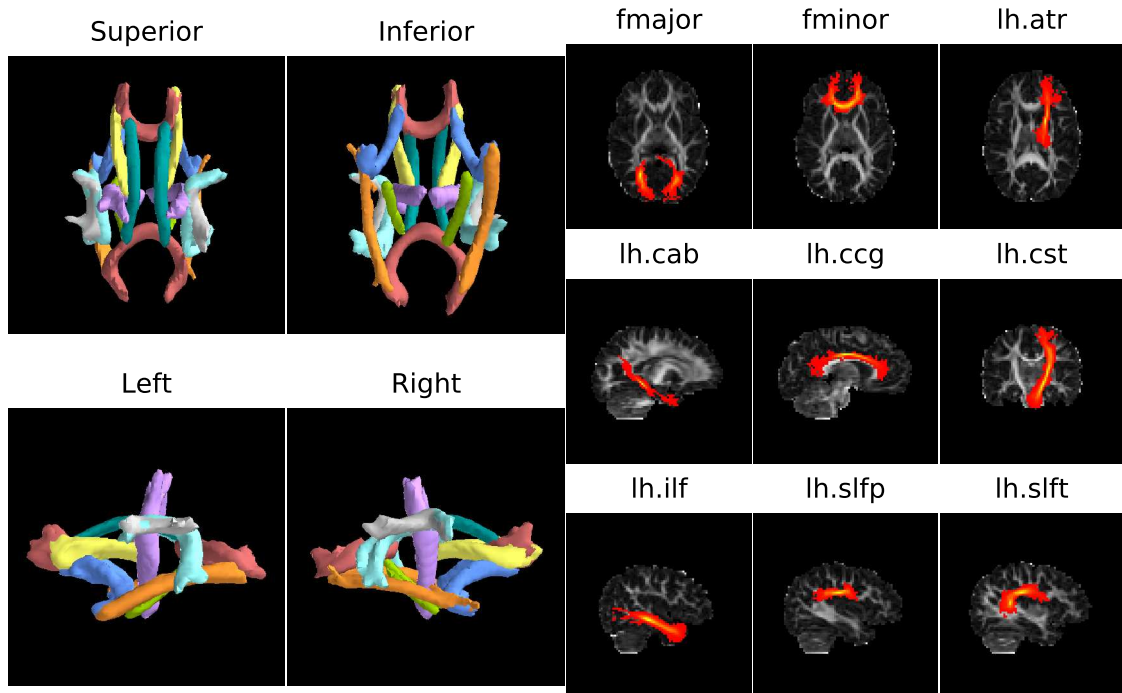 Superior
Inferior
fmajor
fminor
lh.atr
lh.cab
lh.ccg
lh.cst
Left
Right
lh.ilf
lh.slfp
lh.slft